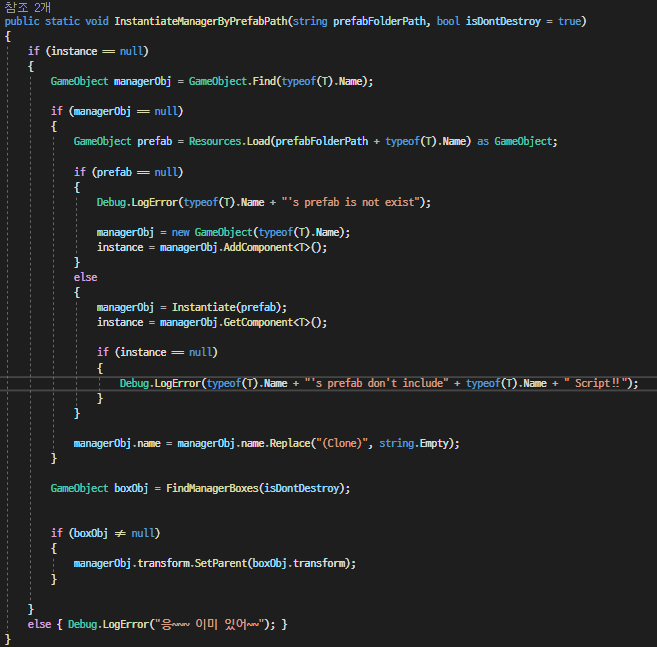 참조 2개
public static void InstantiateManagerByPrefabPath(string prefabFolderPath, bool isDontDestroy = true)
{
if (instance == null)
{
GameObject managerObj = GameObject.Find(typeof(T).Name);
if (managerObj == null)
{
GameObject prefab = Resources.Load(prefabFolderPath + typeof(T).Name) as GameObject;
if (prefab == null)
{
Debug.LogError(typeof(T).Name + "'s prefab is not exist");
managerObj = new GameObject(typeof(T).Name);
instance = managerObj.AddComponent<T>();
}
else
{
managerObj = Instantiate(prefab);
instance = managerObj.GetComponent<T>();
if (instance == null)
{
Debug.LogError(typeof(T).Name + "'s prefab don't include" + typeof(T).Name + " Script!!");
}
}
managerObj.name = managerObj.name.Replace("(Clone)", string.Empty);
}
GameObject boxObj = FindManagerBoxes(isDontDestroy);
if (boxObj != null)
{
managerObj.transform.SetParent(boxObj.transform);
}
}
else { Debug.LogError("응~~~ 이미 있어~~"); }
}